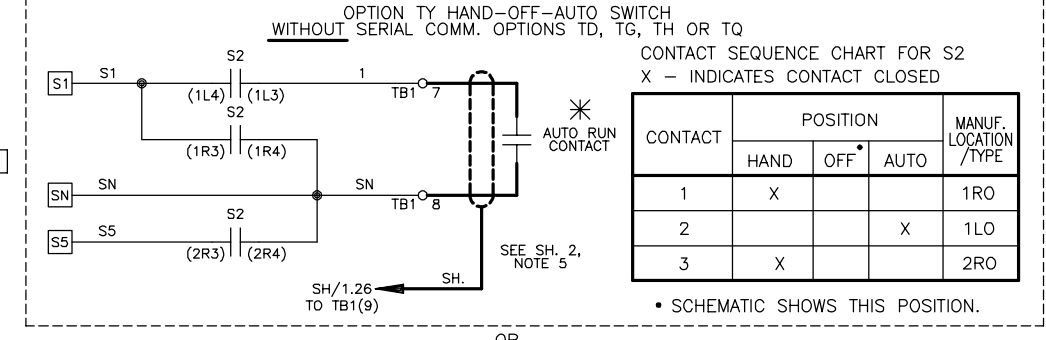 OPTION TY HAND-OFF-AUTO SWITCH
WITHOUT SERIAL COMM. OPTIONS TD, TG, TH OR TQ
CONTACT SEQUENCE CHART FOR S2
X - INDICATES CONTACT CLOSED
S1 S1 S2 1
(1L4) (1L3) TB1 7
S2
(1R3) (1R4)
AUTO RUN
CONTACT
SN SN SN
TB1 8
S2
S5 S5
(2R3) (2R4)
SEE SH. 2,
NOTE 5
SH.
SH/1.26
TO TB1(9)
CONTACT POSITION MANUF.
LOCATION
/TYPE
HAND OFF• AUTO
1 X 1RO
2 X 1LO
3 X 2RO
• SCHEMATIC SHOWS THIS POSITION.